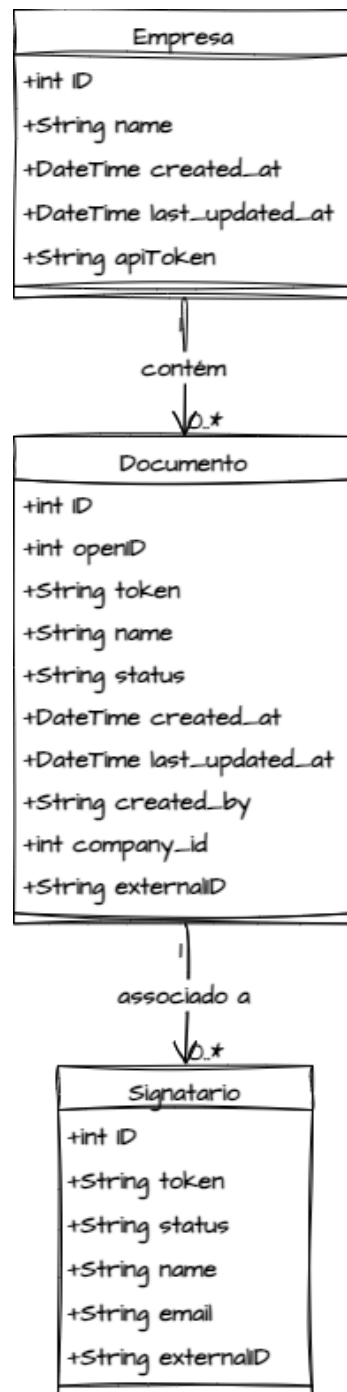 Empresa
+int ID
+String name
+DateTime created_at
+DateTime last_updated_at
+String apiToken
1
contém
0..*
Documento
+int ID
+int openID
+String token
+String name
+String status
+DateTime created_at
+DateTime last_updated_at
+String created_by
+int company_id
+String externalID
1
associado a
0..*
Signatario
+int ID
+String token
+String status
+String name
+String email
+String externalID